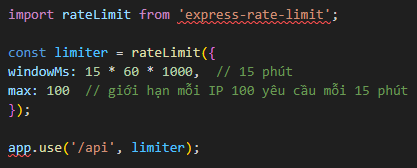 import rateLimit from 'express-rate-limit';
const limiter = rateLimit({
windowMs: 15 * 60 * 1000,  // 15 phút
max: 100  // giới hạn mỗi IP 100 yêu cầu mỗi 15 phút
});
app.use('/api', limiter);